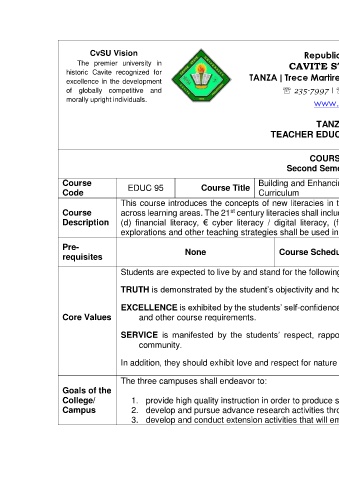 CvSU Vision
The premier university in
historic Cavite recognized for
excellence in the development
of globally competitive and
morally upright individuals.
Republic
CAVITE ST
TANZA | Trece Martire
☏ 235-7997 |
www.
TANZ
TEACHER EDUC
COURS
Second Seme
Course
Code
EDUC 95
Course Title
Building and Enhancin
Curriculum
Course
Description
This course introduces the concepts of new literacies in t
across learning areas. The 21st century literacies shall inclu
(d) financial literacy, € cyber literacy / digital literacy, (f
explorations and other teaching strategies shall be used in
Pre-
requisites
None
Course Schedu
Core Values
Students are expected to live by and stand for the following
TRUTH is demonstrated by the student's objectivity and ho
EXCELLENCE is exhibited by the students' self-confidence
and other course requirements.
SERVICE is manifested by the students' respect, rappo
community.
In addition, they should exhibit love and respect for nature
Goals of the
College/
Campus
The three campuses shall endeavor to:
1. provide high quality instruction in order to produce s
2. develop and pursue advance research activities thro
3. develop and conduct extension activities that will em